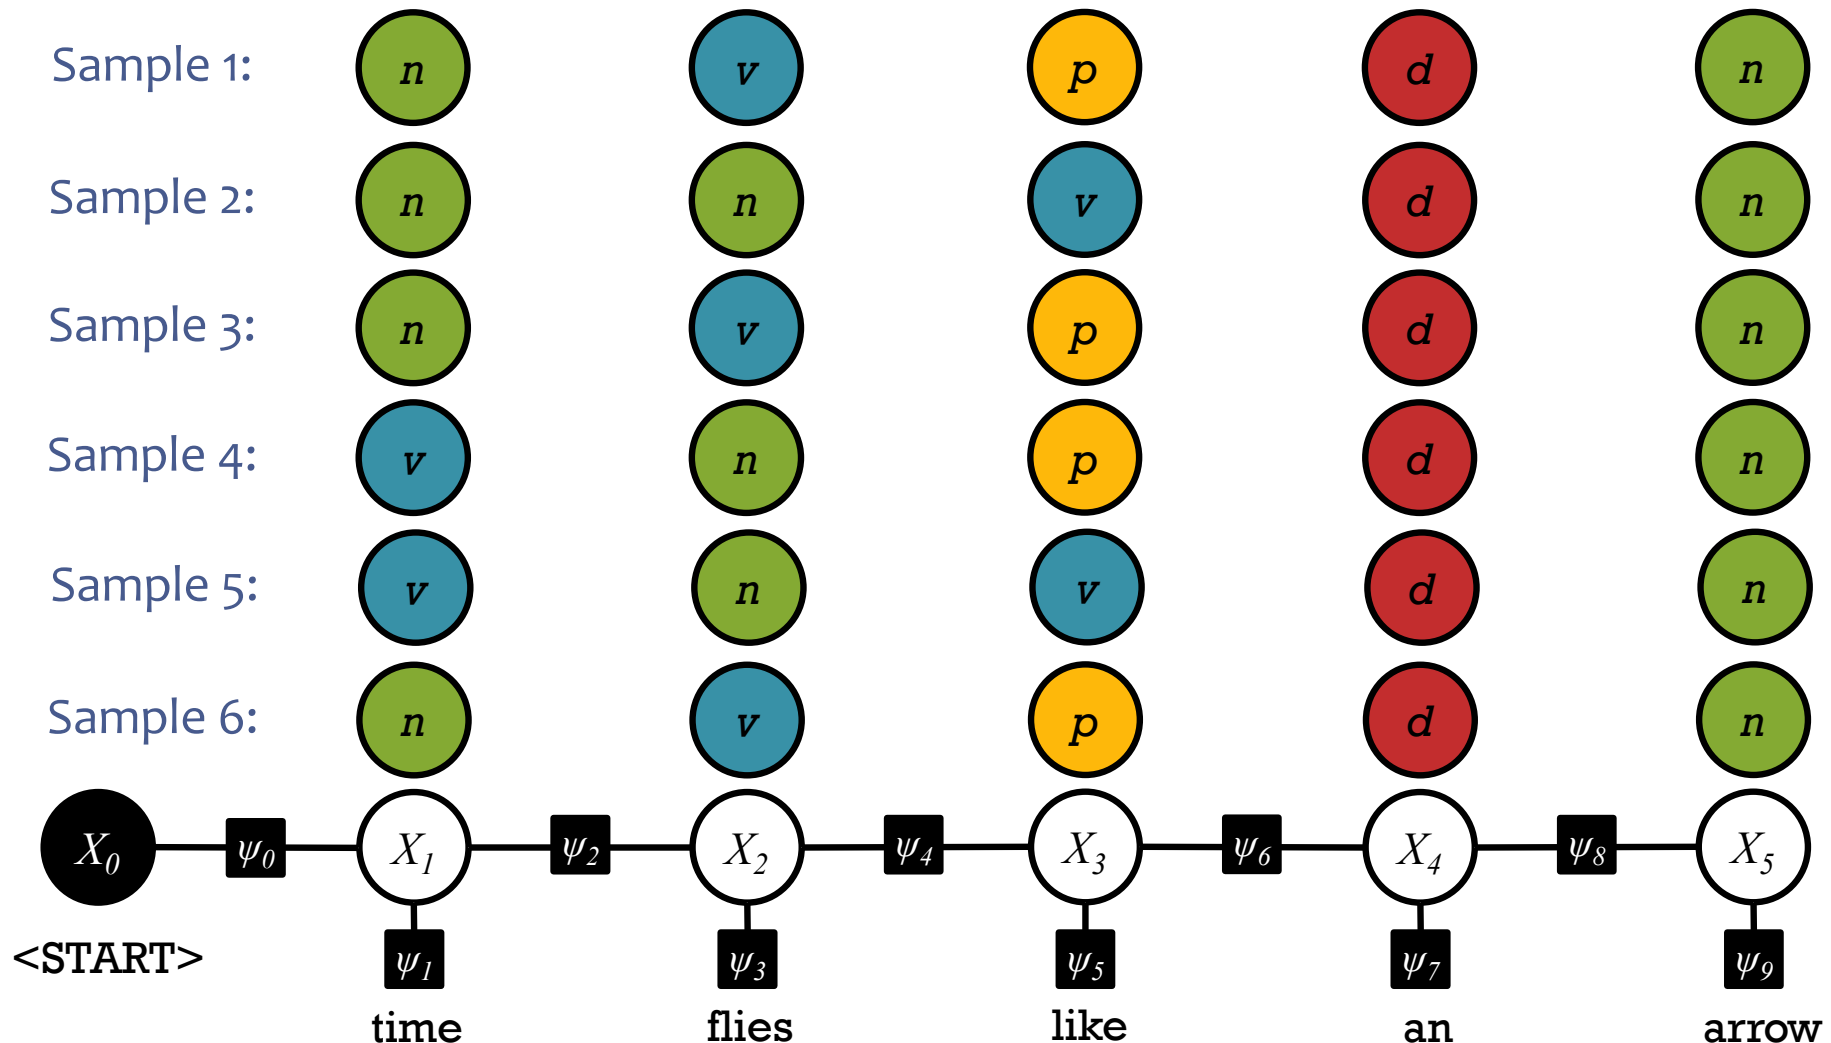 Sample 1: n v p d n
Sample 2: n n v d n
Sample 3: n v p d n
Sample 4: v n p d n
Sample 5: v n v d n
Sample 6: n v p d n
X0 ψ0 X1 ψ2 X2 ψ4 X3 ψ6 X4 ψ8 X5
<START> ψ1 ψ3 ψ5 ψ7 ψ9
time flies like an arrow